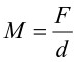 M = F/d